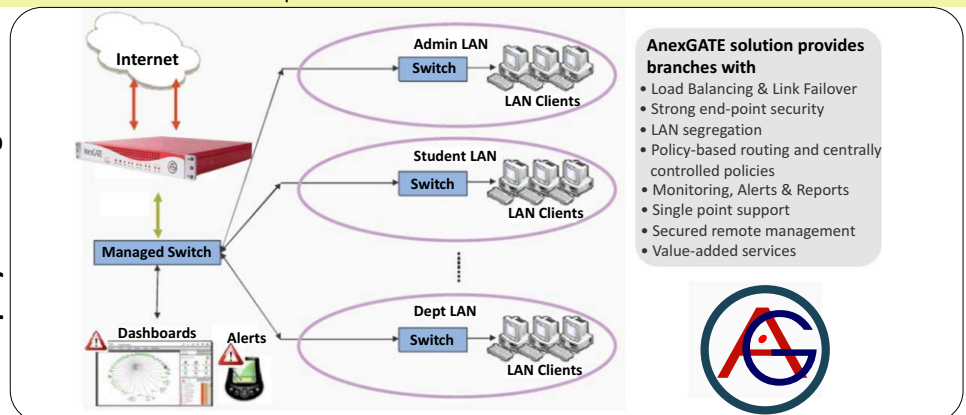 Internet
AnexGATE
Managed Switch
Dashboards
Alerts
Admin LAN
Switch
LAN Clients
Student LAN
Switch
LAN Clients
Dept LAN
Switch
LAN Clients
AnexGATE solution provides
branches with
• Load Balancing & Link Failover
• Strong end-point security
• LAN segregation
• Policy-based routing and centrally
controlled policies
• Monitoring, Alerts & Reports
• Single point support
• Secured remote management
• Value-added services
AG